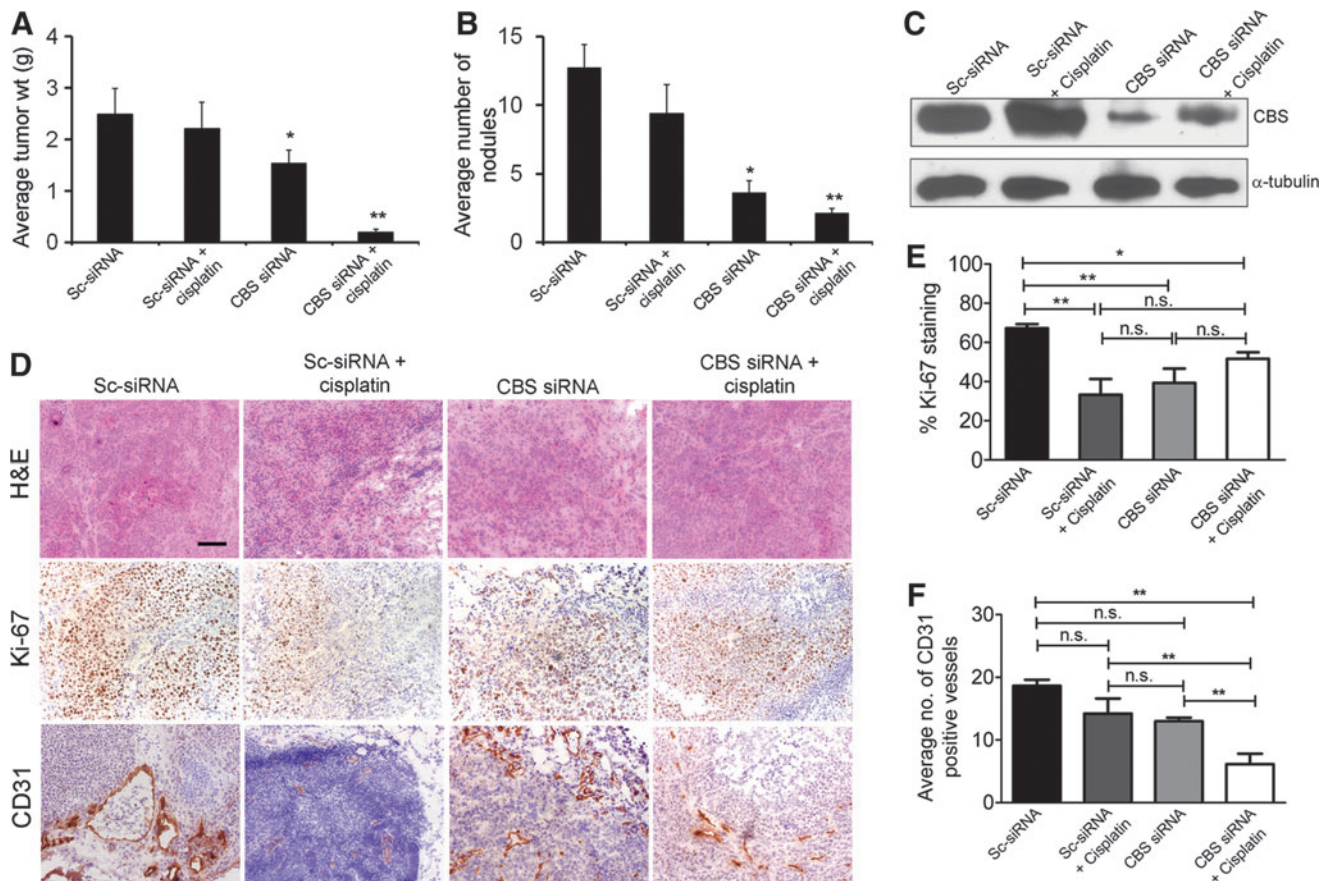 A
Average tumor wt (g)
4
3
2
1
0
*
**
Sc-siRNA
Sc-siRNA +
cisplatin
CBS siRNA
CBS siRNA +
cisplatin
B
Average number of
nodules
15
10
5
0
*
**
Sc-siRNA
Sc-siRNA +
cisplatin
CBS siRNA
CBS siRNA +
cisplatin
C
Sc-siRNA
Sc-siRNA
+ Cisplatin
CBS siRNA
CBS siRNA
+ Cisplatin
CBS
α-tubulin
D
Sc-siRNA
Sc-siRNA +
cisplatin
CBS siRNA
CBS siRNA +
cisplatin
H&E
Ki-67
CD31
E
% Ki-67 staining
100
80
60
40
20
0
*
**
**
n.s.
n.s.
n.s.
Sc-siRNA
Sc-siRNA
+ Cisplatin
CBS siRNA
CBS siRNA
+ Cisplatin
F
Average no. of CD31
positive vessels
30
20
10
0
**
n.s.
n.s.
**
n.s.
**
Sc-siRNA
Sc-siRNA
+ Cisplatin
CBS siRNA
CBS siRNA
+ Cisplatin